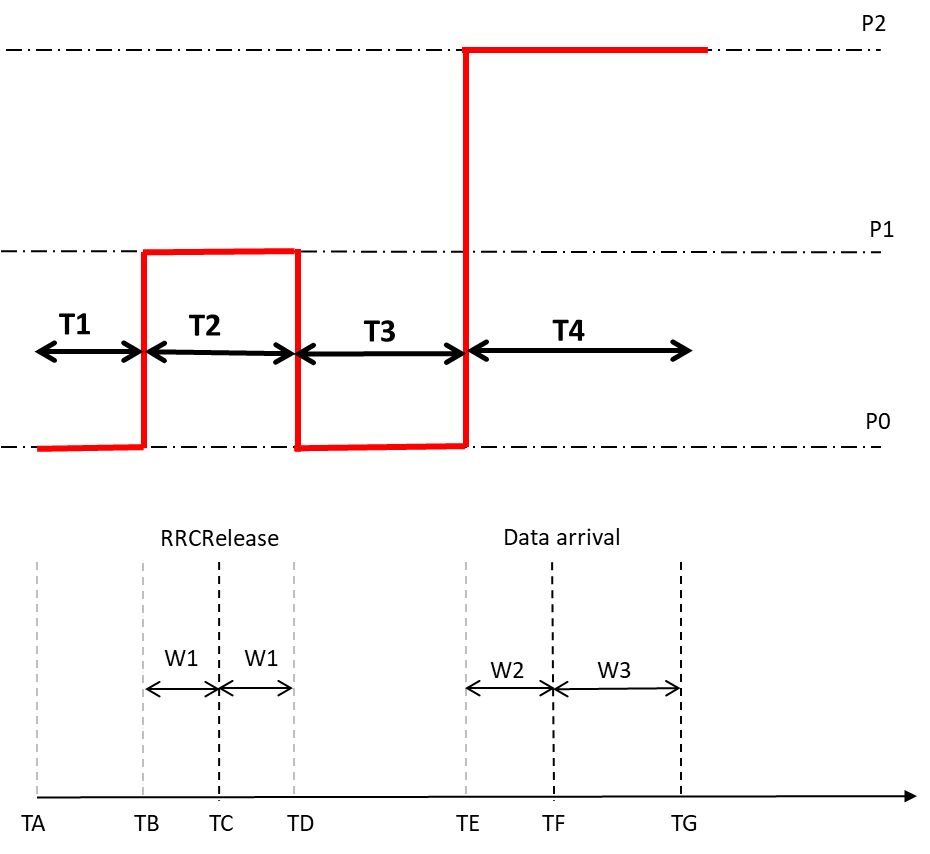 P2
P1
T1
T2
T3
T4
P0
RRCRelease
Data arrival
W1
W1
W2
W3
TA
TB
TC
TD
TE
TF
TG